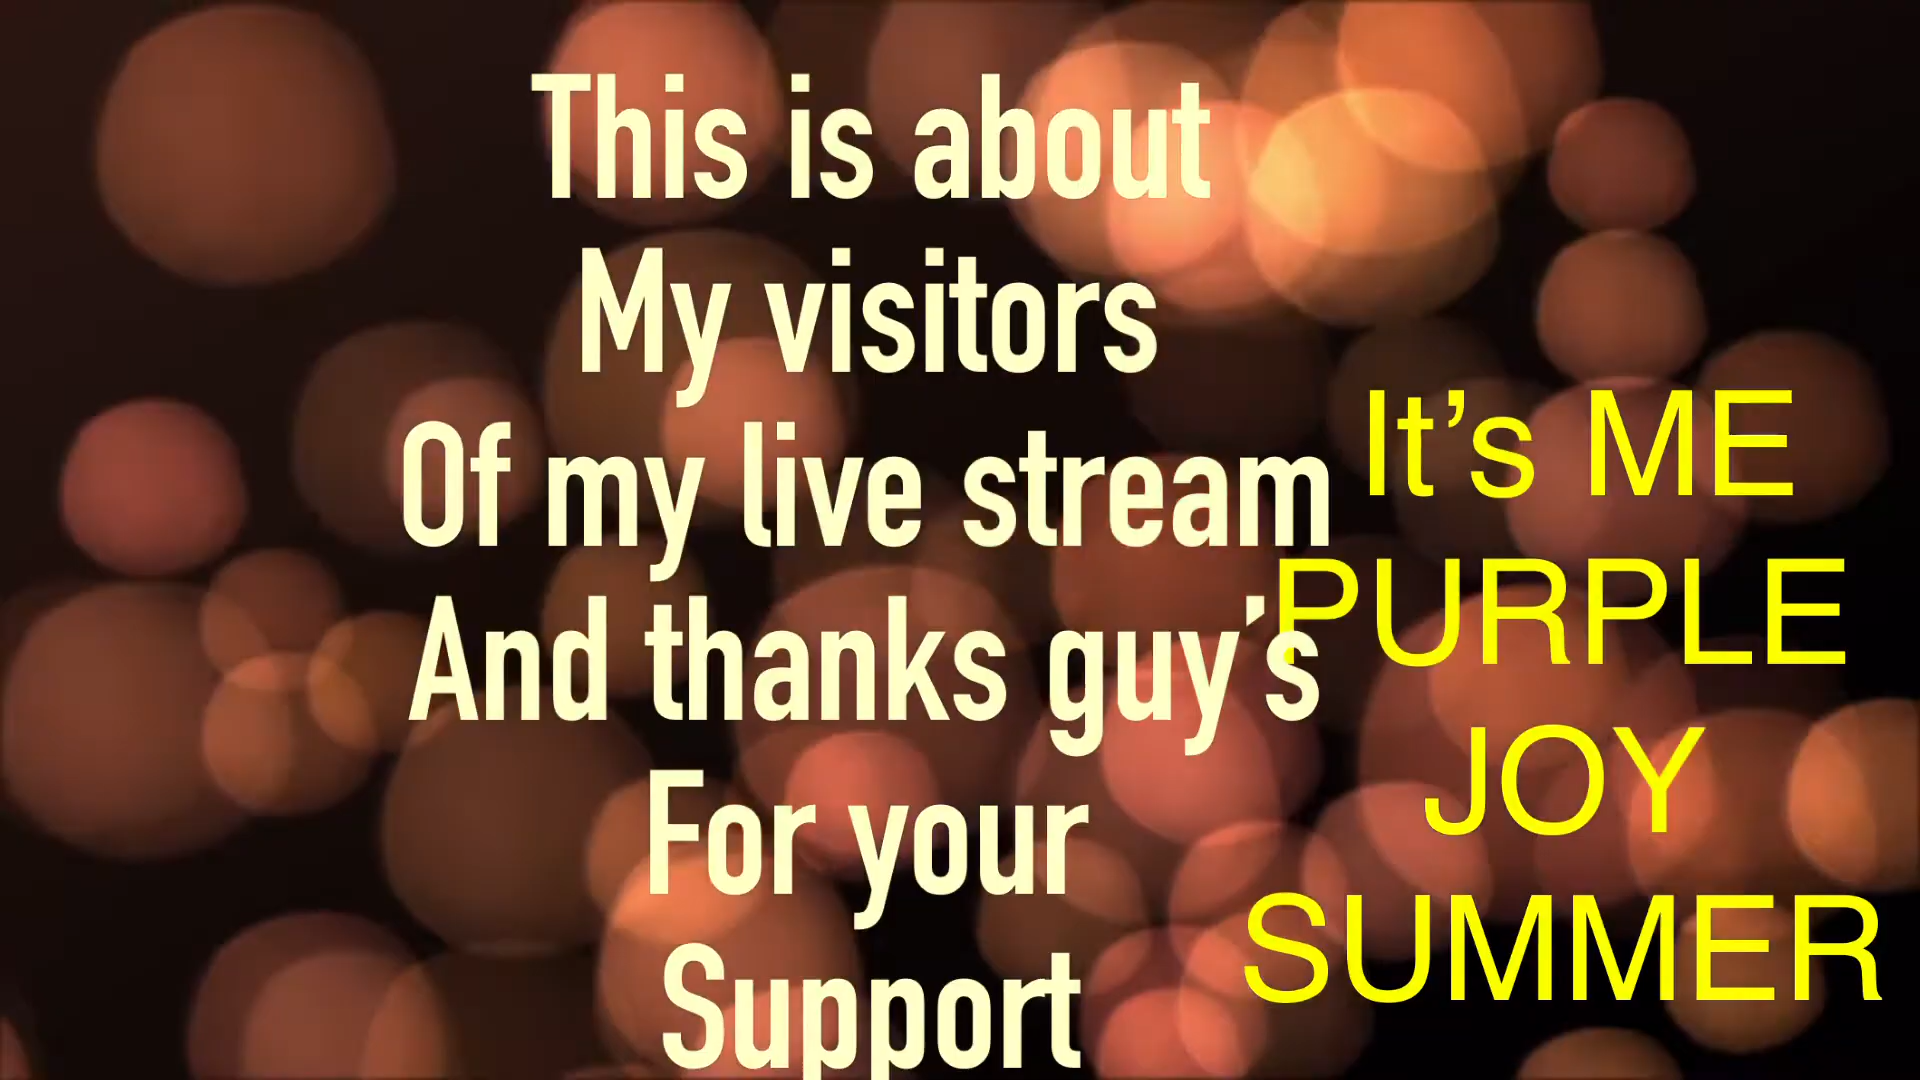 This is about
My visitors
Of my live stream
And thanks guy’s
For your
Support
It’s ME
PURPLE
JOY
SUMMER